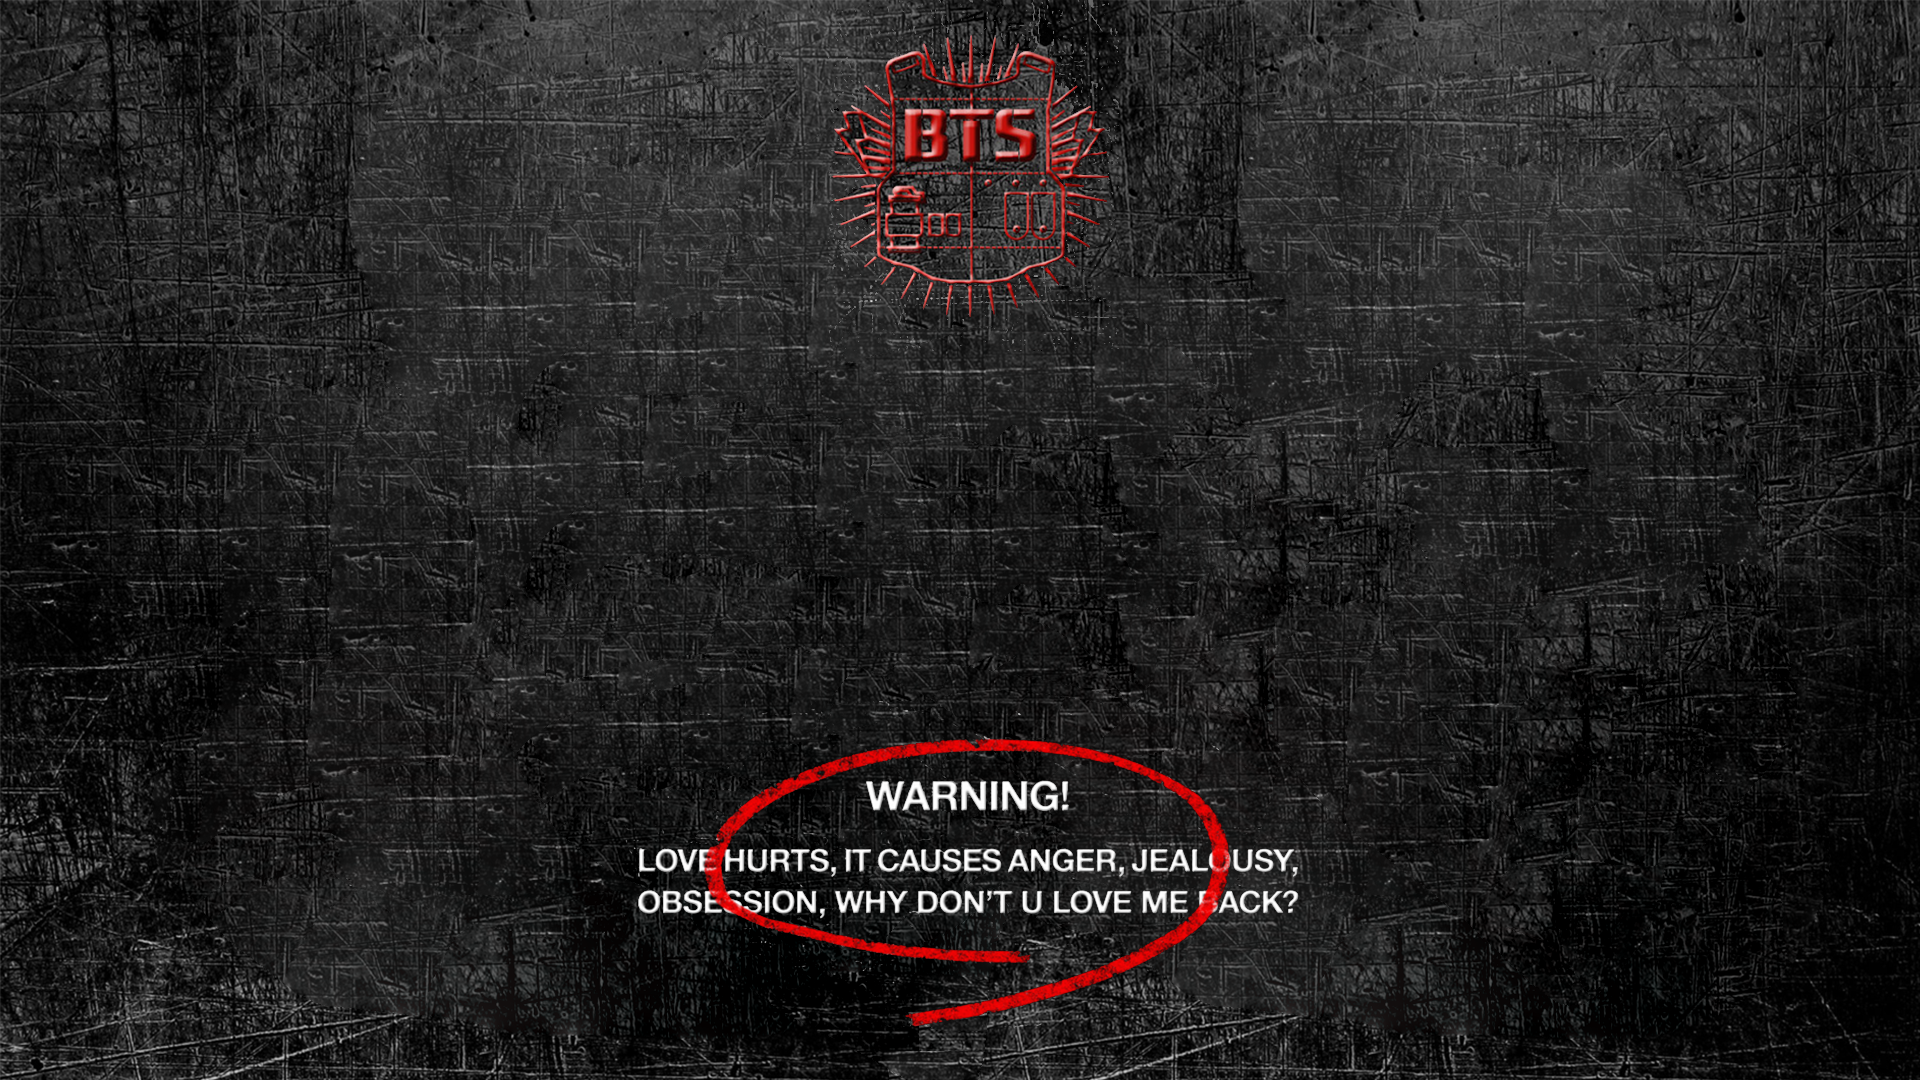 BTS
WARNING!
LOVE HURTS, IT CAUSES ANGER, JEALOUSY,
OBSESSION, WHY DON'T U LOVE ME BACK?